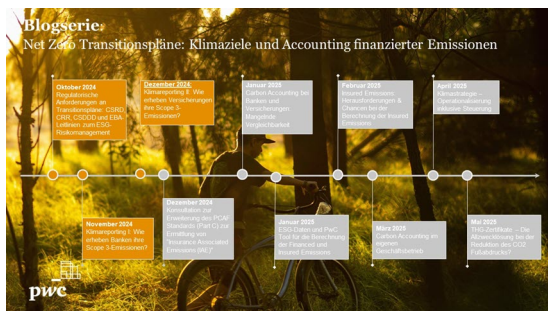 Blogserie:
Net Zero Transitionspläne: Klimaziele und Accounting finanzierter Emissionen
Oktober 2024
Regulatorische
Anforderungen an
Transitionspläne: CSRD,
CRR, CSDDD und EBA-
Leitlinien zum ESG-
Risikomanagement
Dezember 2024:
Klimareporting II: Wie
erheben Versicherungen
ihre Scope 3-
Emissionen?
Januar 2025
Carbon Accounting bei
Banken und
Versicherungen:
Mangelnde
Vergleichbarkeit
Februar 2025
Insured Emissions:
Herausforderungen &
Chancen bei der
Berechnung der Insured
Emissions
April 2025
Klimastrategie –
Operationalisierung
inklusive Steuerung
November 2024
Klimareporting I: Wie
erheben Banken ihre
Scope 3-Emissionen?
Dezember 2024
Konsultation zur
Erweiterung des PCAF
Standards (Part C) zur
Ermittlung von
"Insurance Associated
Emissions (IAE)"
Januar 2025
ESG-Daten und PwC
Tool für die Berechnung
der Financed und
Insured Emissions
März 2025
Carbon Accounting im
eigenen
Geschäftsbetrieb
Mai 2025
THG-Zertifikate – Die
Reduktion des CO2
Fußabdrucks?
pwc